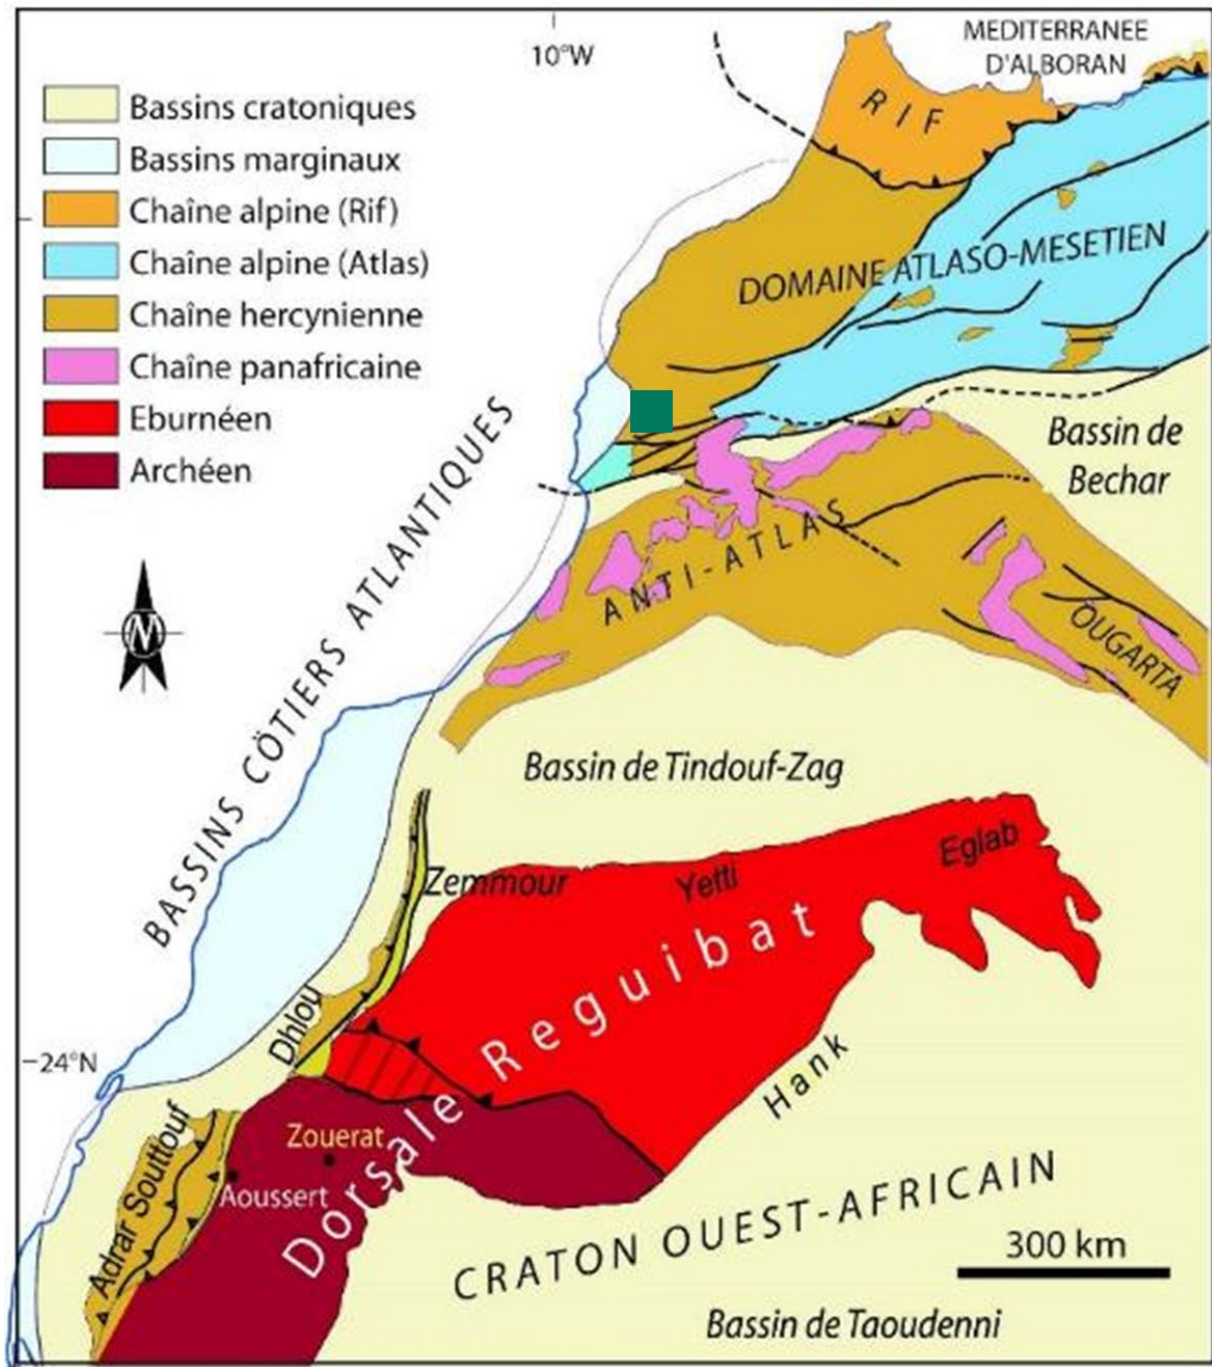 MEDITERRANEE
D'ALBORAN
10°W
Bassins cratoniques
Bassins marginaux
Chaîne alpine (Rif)
Chaîne alpine (Atlas)
Chaîne hercynienne
Chaîne panafricaine
Eburnéen
Archéen
RIF
DOMAINE ATLASO-MESETIEN
Bassin de
Bechar
ANTI-ATLAS
OUGARTA
BASSINS CÖTIERS ATLANTIQUES
Bassin de Tindouf-Zag
Zemmour
Yetti
Eglab
Dorsale Reguibat
Dhlou
24°N
Hank
Zouerat
Aoussert
Adrar Souttouf
CRATON OUEST-AFRICAIN
300 km
Bassin de Taoudenni